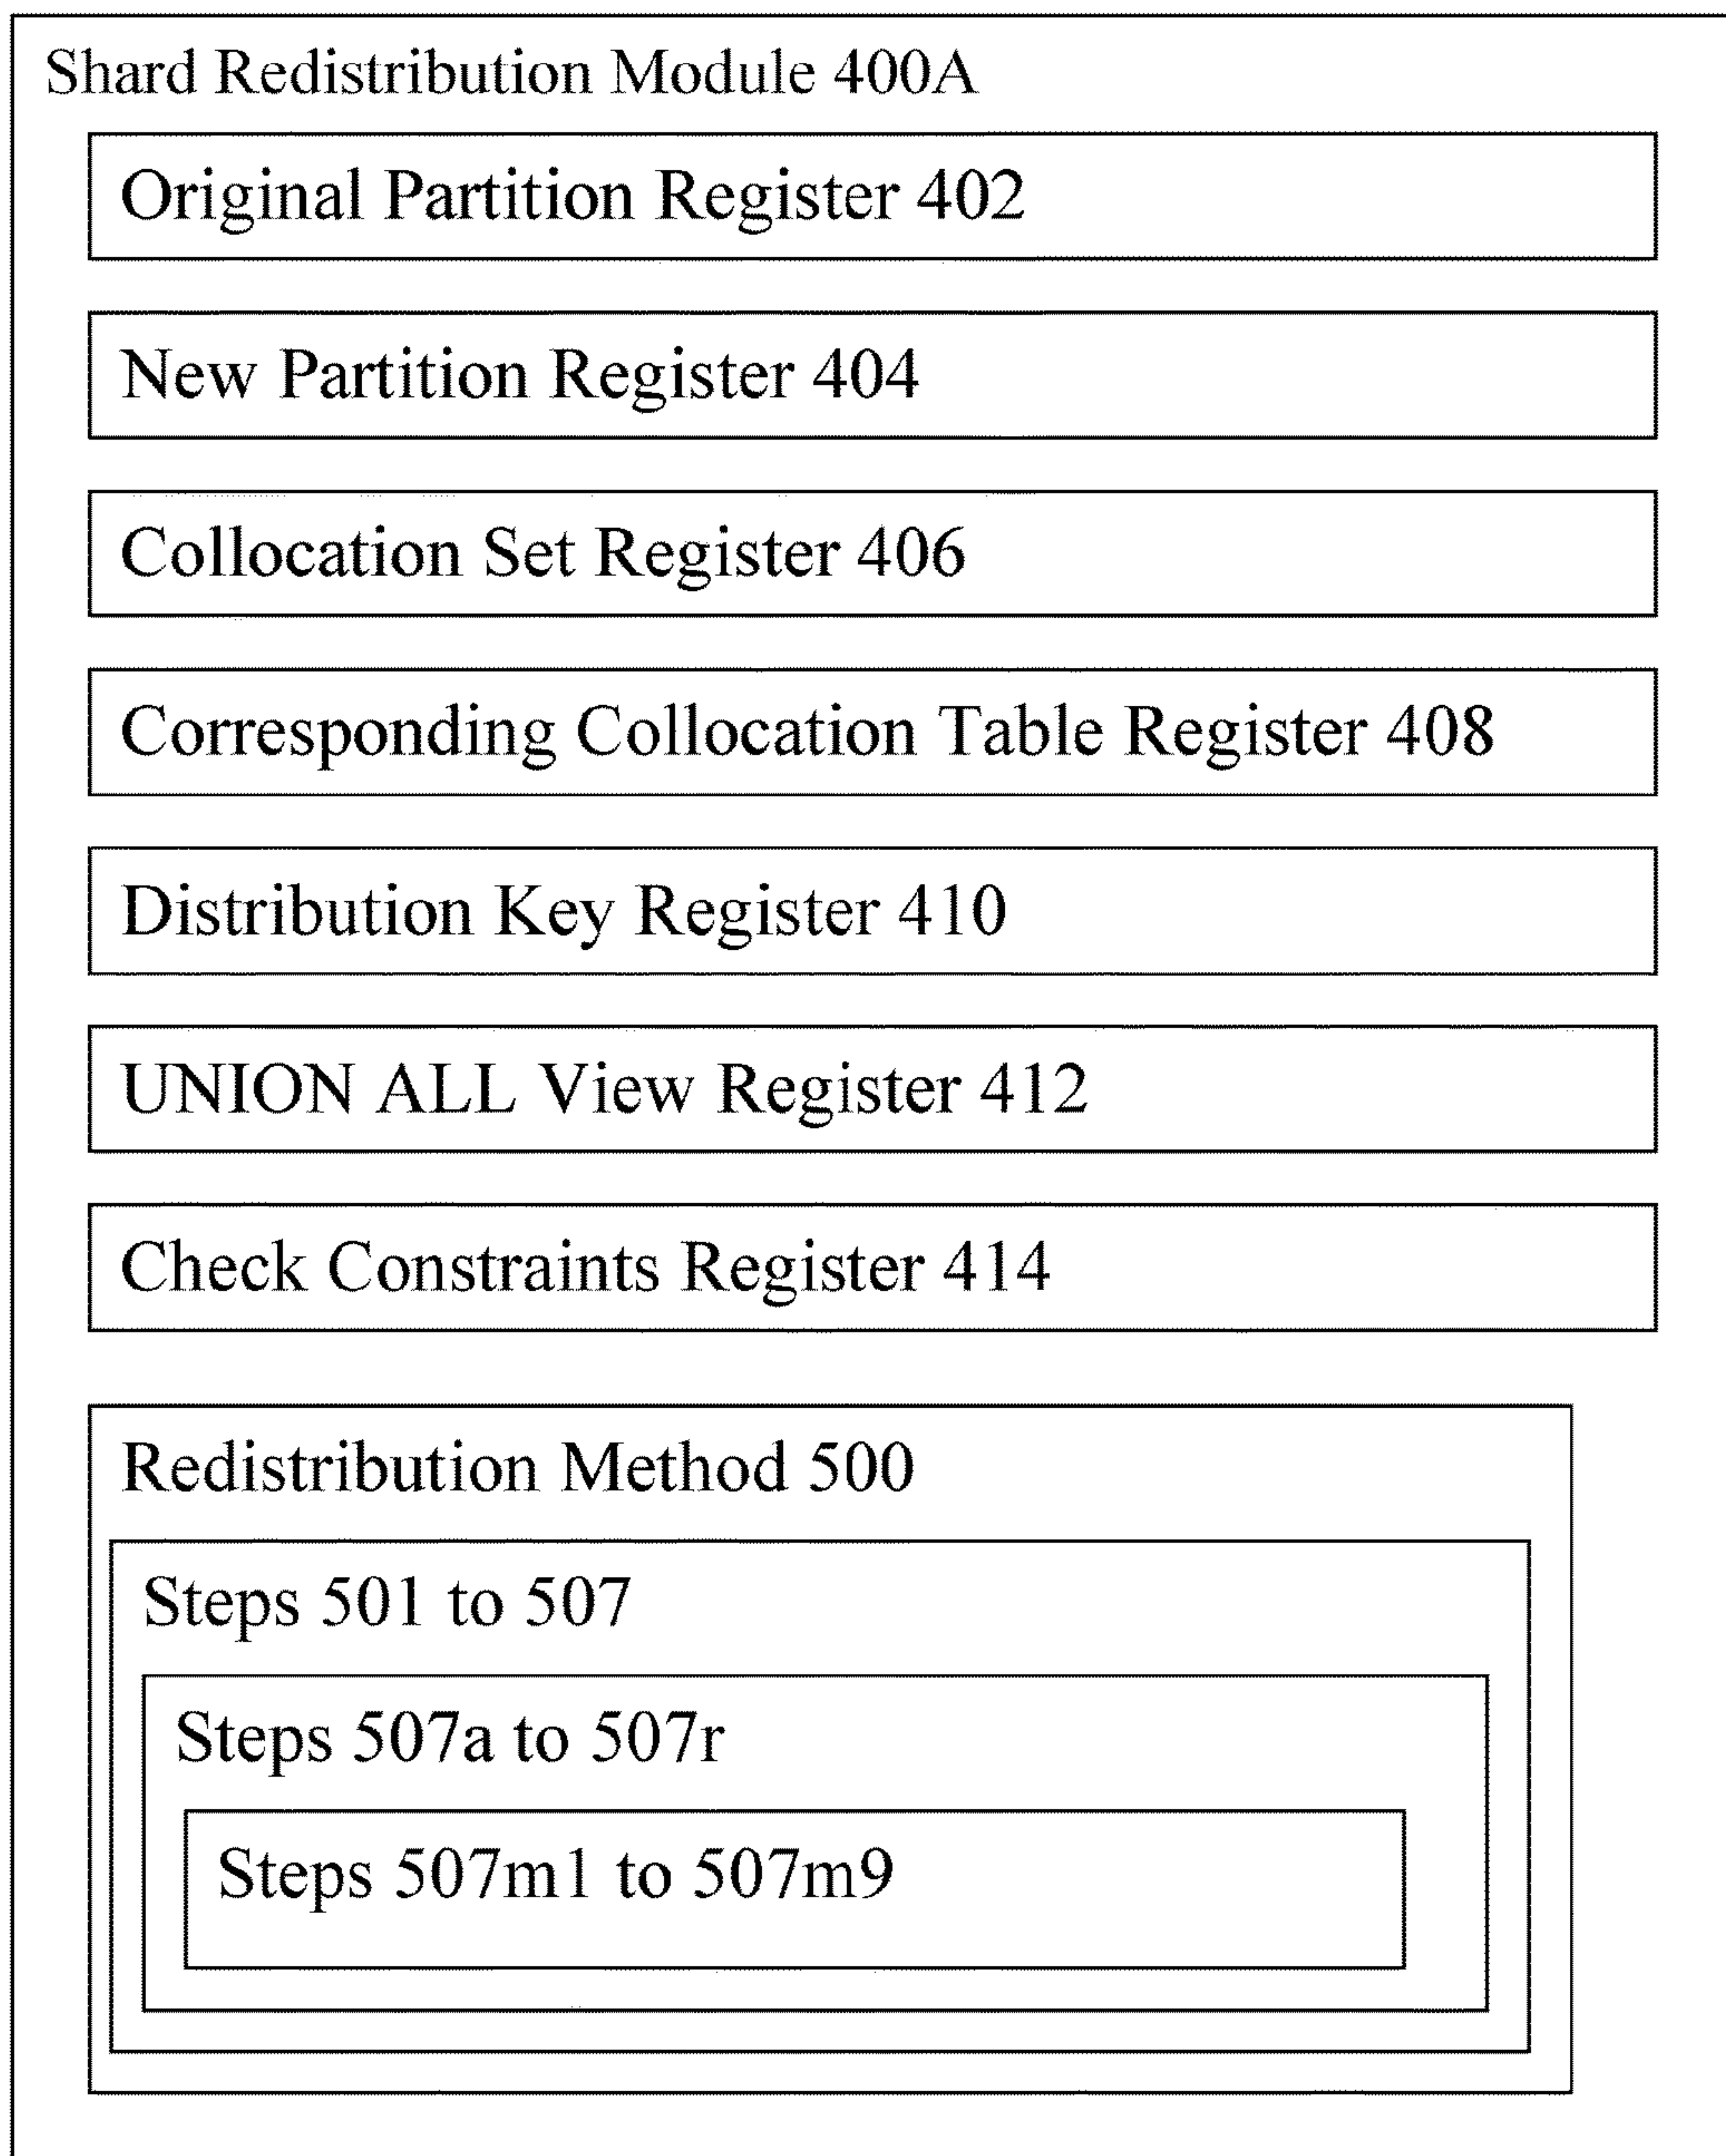 Shard Redistribution Module 400A
Original Partition Register 402
New Partition Register 404
Collocation Set Register 406
Corresponding Collocation Table Register 408
Distribution Key Register 410
UNION ALL View Register 412
Check Constraints Register 414
Redistribution Method 500
Steps 501 to 507
Steps 507a to 507r
Steps 507m1 to 507m9